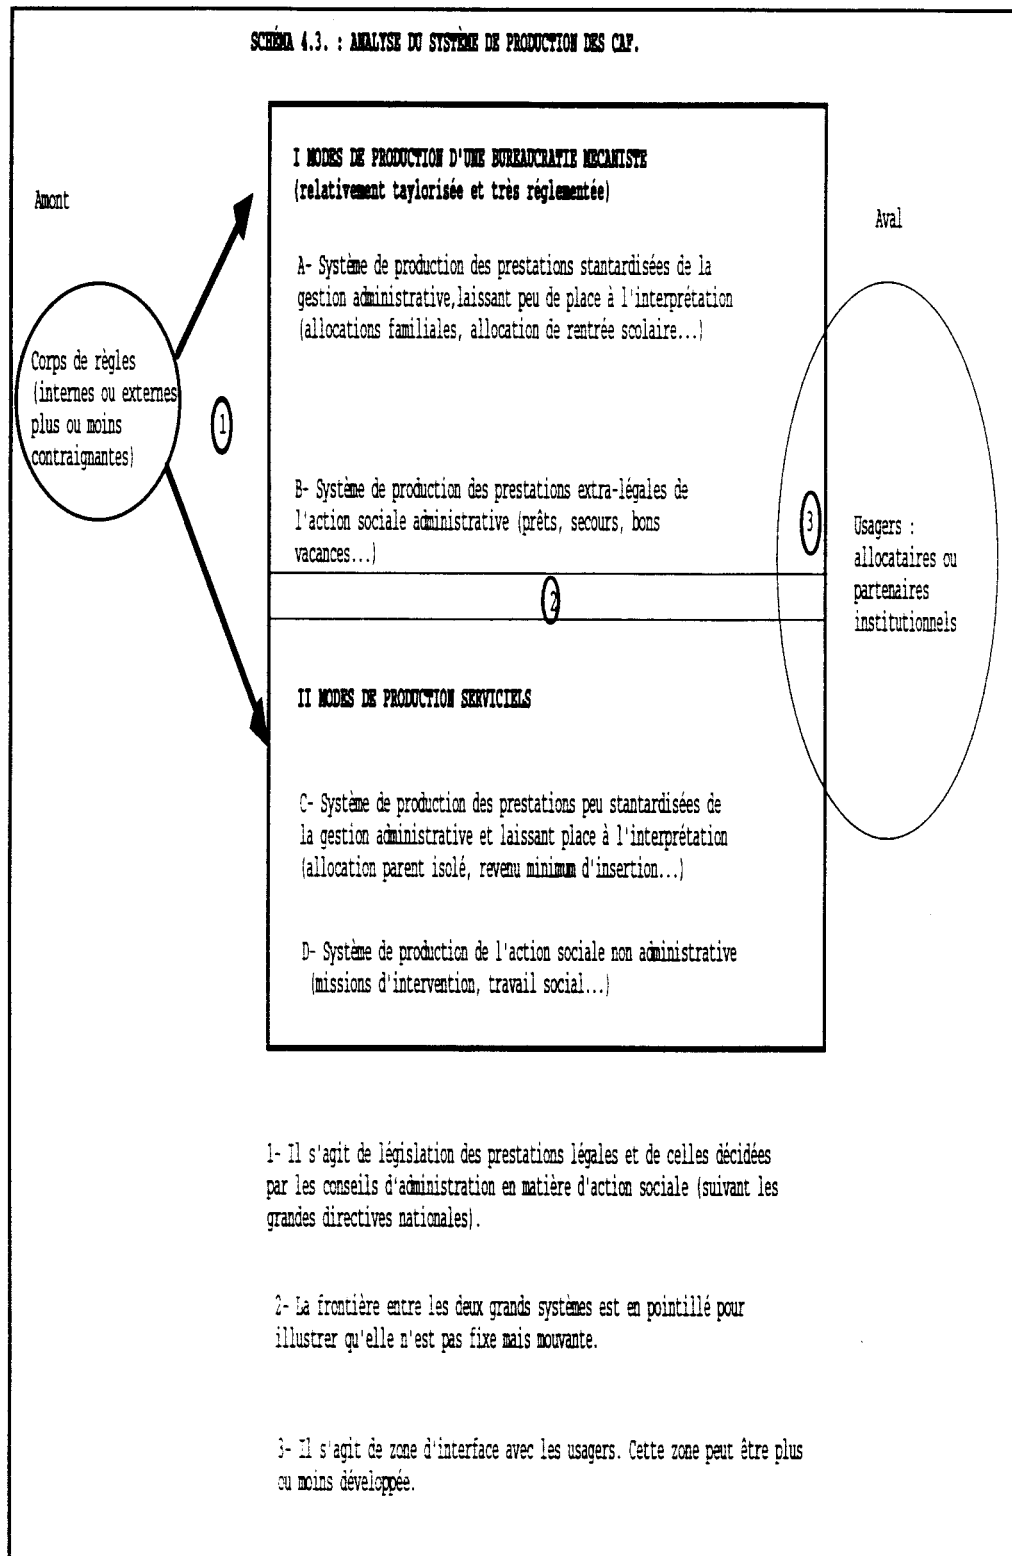 SCHÉMA 4.3. : ANALYSE DU SYSTÈME DE PRODUCTION DES CAF.
Amont
Corps de règles
(internes ou externes
plus ou moins
contraignantes)
1
I MODES DE PRODUCTION D'UNE BUREAUCRATIE MECANISTE
(relativement taylorisée et très réglementée)
A- Système de production des prestations stantardisées de la
gestion administrative,laissant peu de place à l'interprétation
(allocations familiales, allocation de rentrée scolaire...)
B- Système de production des prestations extra-légales de
l'action sociale administrative (prêts, secours, bons
vacances...)
2
II MODES DE PRODUCTION SERVICIELS
C- Système de production des prestations peu stantardisées de
la gestion administrative et laissant place à l'interprétation
(allocation parent isolé, revenu minimum d'insertion...)
D- Système de production de l'action sociale non administrative
(missions d'intervention, travail social...)
Aval
3
Usagers :
allocataires ou
partenaires
institutionnels
1- Il s'agit de législation des prestations légales et de celles décidées
par les conseils d'administration en matière d'action sociale (suivant les
grandes directives nationales).
2- La frontière entre les deux grands systèmes est en pointillé pour
illustrer qu'elle n'est pas fixe mais mouvante.
3- Il s'agit de zone d'interface avec les usagers. Cette zone peut être plus
ou moins développée.